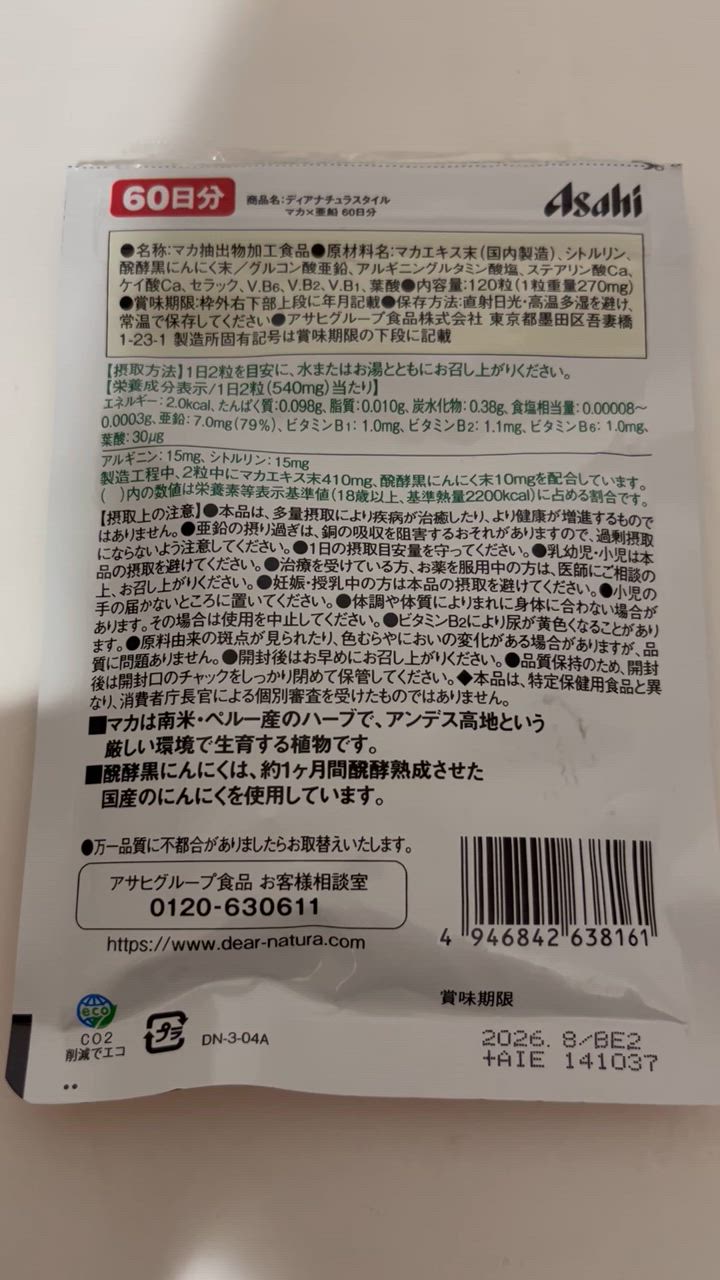 60日分
商品名:ディアナチュラスタイル
マカ×亜鉛 60日分
Asahi
●名称:マカ抽出物加工食品●原材料名:マカエキス末(国内製造)、シトルリン、
醗酵黒にんにく末/グルコン酸亜鉛、アルギニングルタミン酸塩、ステアリン酸Ca、
ケイ酸Ca、セラック、V.B6、V.B2、V.B1、葉酸●内容量:120粒(1粒重量270mg)
●賞味期限:枠外右下部上段に年月記載●保存方法:直射日光・高温多湿を避け、
常温で保存してください●アサヒグループ食品株式会社 東京都墨田区吾妻橋
1-23-1 製造所固有記号は賞味期限の下段に記載
【摂取方法】1日2粒を目安に、水またはお湯とともにお召し上がりください。
【栄養成分表示/1日2粒(540mg)当たり】
エネルギー:2.0kcal、たんぱく質:0.098g、脂質:0.010g、炭水化物:0.38g、食塩相当量:0.00008～
0.0003g、亜鉛:7.0mg(79%)、ビタミンB1:1.0mg、ビタミンB2:1.1mg、ビタミンB6:1.0mg、
葉酸:30μg
アルギニン:15mg、シトルリン:15mg
製造工程中、2粒中にマカエキス末410mg、醗酵黒にんにく末10mgを配合しています。
( )内の数値は栄養素等表示基準値(18歳以上、基準熱量2200kcal)に占める割合です。
【摂取上の注意】●本品は、多量摂取により疾病が治癒したり、より健康が増進するもので
はありません。●亜鉛の摂り過ぎは、銅の吸収を阻害するおそれがありますので、過剰摂取
にならないよう注意してください。●1日の摂取目安量を守ってください。●乳幼児・小児は本
品の摂取を避けてください。●治療を受けている方、お薬を服用中の方は、医師にご相談の
上、お召し上がりください。●妊娠・授乳中の方は本品の摂取を避けてください。●小児の
手の届かないところに置いてください。●体調や体質によりまれに身体に合わない場合が
あります。その場合は使用を中止してください。●ビタミンB2により尿が黄色くなることがあり
ます。●原料由来の斑点が見られたり、色むらやにおいの変化がある場合がありますが、品
質に問題ありません。●開封後はお早めにお召し上がりください。●品質保持のため、開封
後は開封口のチャックをしっかり閉めて保管してください。◆本品は、特定保健用食品と異
なり、消費者庁長官による個別審査を受けたものではありません。
■マカは南米・ペルー産のハーブで、アンデス高地という
厳しい環境で生育する植物です。
■醗酵黒にんにくは、約1ヶ月間醗酵熟成させた
国産のにんにくを使用しています。
●万一品質に不都合がありましたらお取替えいたします。
アサヒグループ食品 お客様相談室
0120-630611
https://www.dear-natura.com
4 946842 638161
賞味期限
2026. 8/BE2
+AIE 141037
eco
CO2
削減でエコ
プラ
DN-3-04A